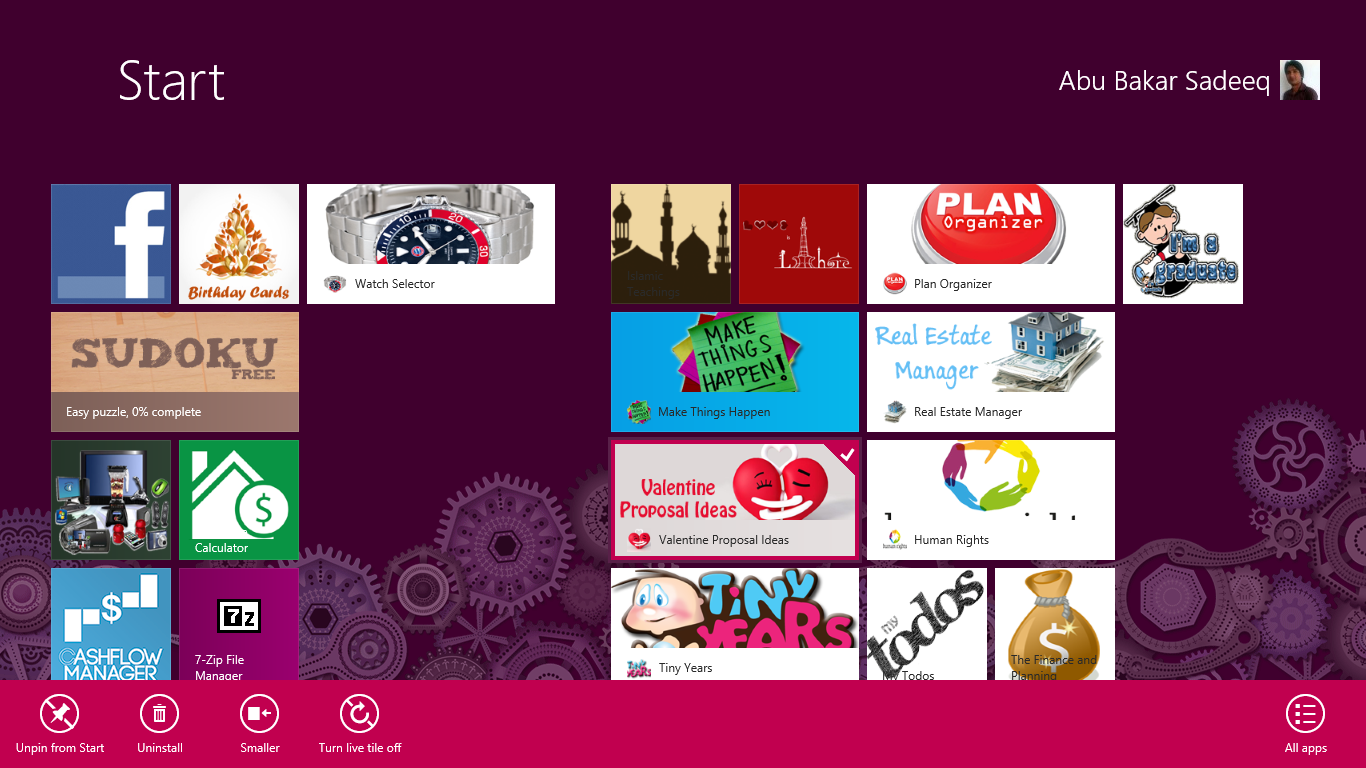 Start
Abu Bakar Sadeeq
f
Birthday Cards
20
30
Watch Selector
Islamic
Teachings
LOVE
is
Lahore
PLAN
Organizer
Plan Organizer
I'm a
graduate
SUDOKU
FREE
Easy puzzle, 0% complete
MAKE
THINGS
HAPPEN!
Make Things Happen
Real Estate
Manager
Real Estate Manager
$
Calculator
Valentine
Proposal Ideas
Valentine Proposal Ideas
Human Rights
$
CASHFLOW
MANAGER
7z
7-Zip File
Manager
TiNY
YEARS
Tiny Years
my
todos
My Todos
$
The Finance and
Planning
Unpin from Start
Uninstall
Smaller
Turn live tile off
All apps